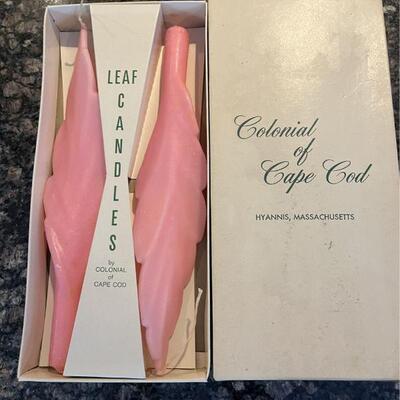 LEAF
CANDLES
by
COLONIAL
of
CAPE COD
Colonial
of
Cape Cod
HYANNIS, MASSACHUSETTS